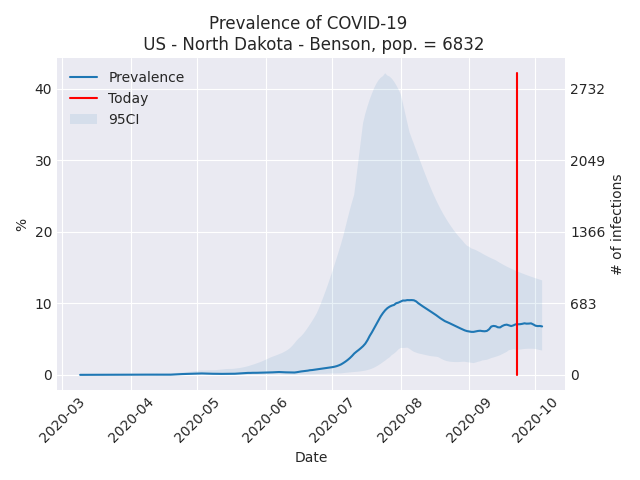 Prevalence of COVID-19
US - North Dakota - Benson, pop. = 6832
Prevalence
Today
95CI
40
30
20
10
0
%
2732
2049
1366
683
0
# of infections
2020-03
2020-04
2020-05
2020-06
2020-07
2020-08
2020-09
2020-10
Date